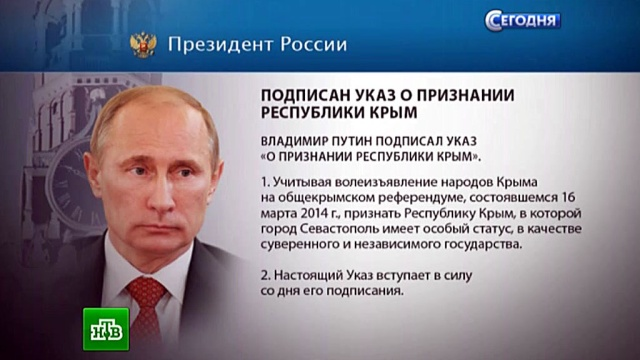 Сегодня
Президент России
ПОДПИСАН УКАЗ О ПРИЗНАНИИ
РЕСПУБЛИКИ КРЫМ
ВЛАДИМИР ПУТИН ПОДПИСАЛ УКАЗ
«О ПРИЗНАНИИ РЕСПУБЛИКИ КРЫМ».
1. Учитывая волеизъявление народов Крыма
на общекрымском референдуме, состоявшемся 16
марта 2014 г., признать Республику Крым, в которой
город Севастополь имеет особый статус, в качестве
суверенного и независимого государства.
2. Настоящий Указ вступает в силу
со дня его подписания.
НТВ